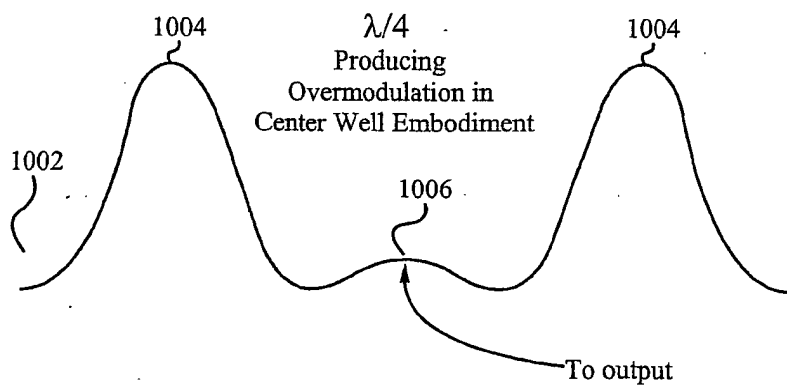 1004
λ/4
1004
Producing
Overmodulation in
Center Well Embodiment
1002
1006
To output